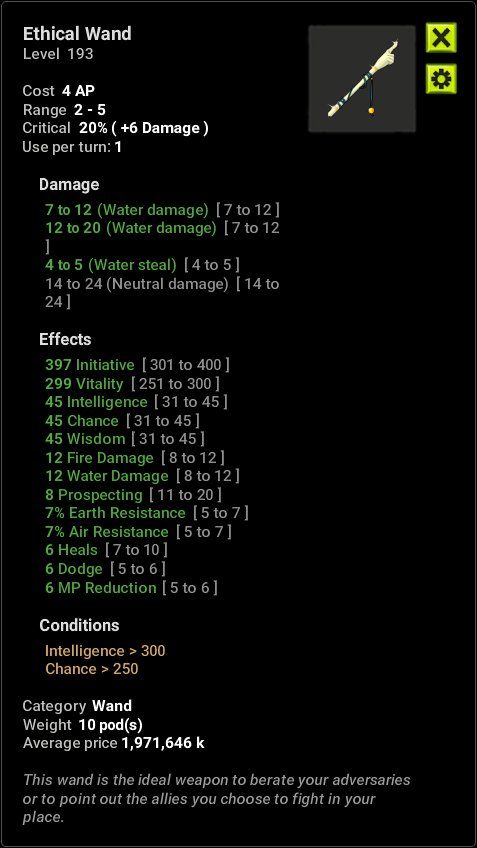 Ethical Wand
Level 193
Cost 4 AP
Range 2 - 5
Critical 20% ( +6 Damage )
Use per turn: 1
Damage
7 to 12 (Water damage) [ 7 to 12 ]
12 to 20 (Water damage) [ 7 to 12
]
4 to 5 (Water steal) [ 4 to 5 ]
14 to 24 (Neutral damage) [ 14 to
24 ]
Effects
397 Initiative [ 301 to 400 ]
299 Vitality [ 251 to 300 ]
45 Intelligence [ 31 to 45 ]
45 Chance [ 31 to 45 ]
45 Wisdom [ 31 to 45 ]
12 Fire Damage [ 8 to 12 ]
12 Water Damage [ 8 to 12 ]
8 Prospecting [ 11 to 20 ]
7% Earth Resistance [ 5 to 7 ]
7% Air Resistance [ 5 to 7 ]
6 Heals [ 7 to 10 ]
6 Dodge [ 5 to 6 ]
6 MP Reduction [ 5 to 6 ]
Conditions
Intelligence > 300
Chance > 250
Category Wand
Weight 10 pod(s)
Average price 1,971,646 k
This wand is the ideal weapon to berate your adversaries
or to point out the allies you choose to fight in your
place.